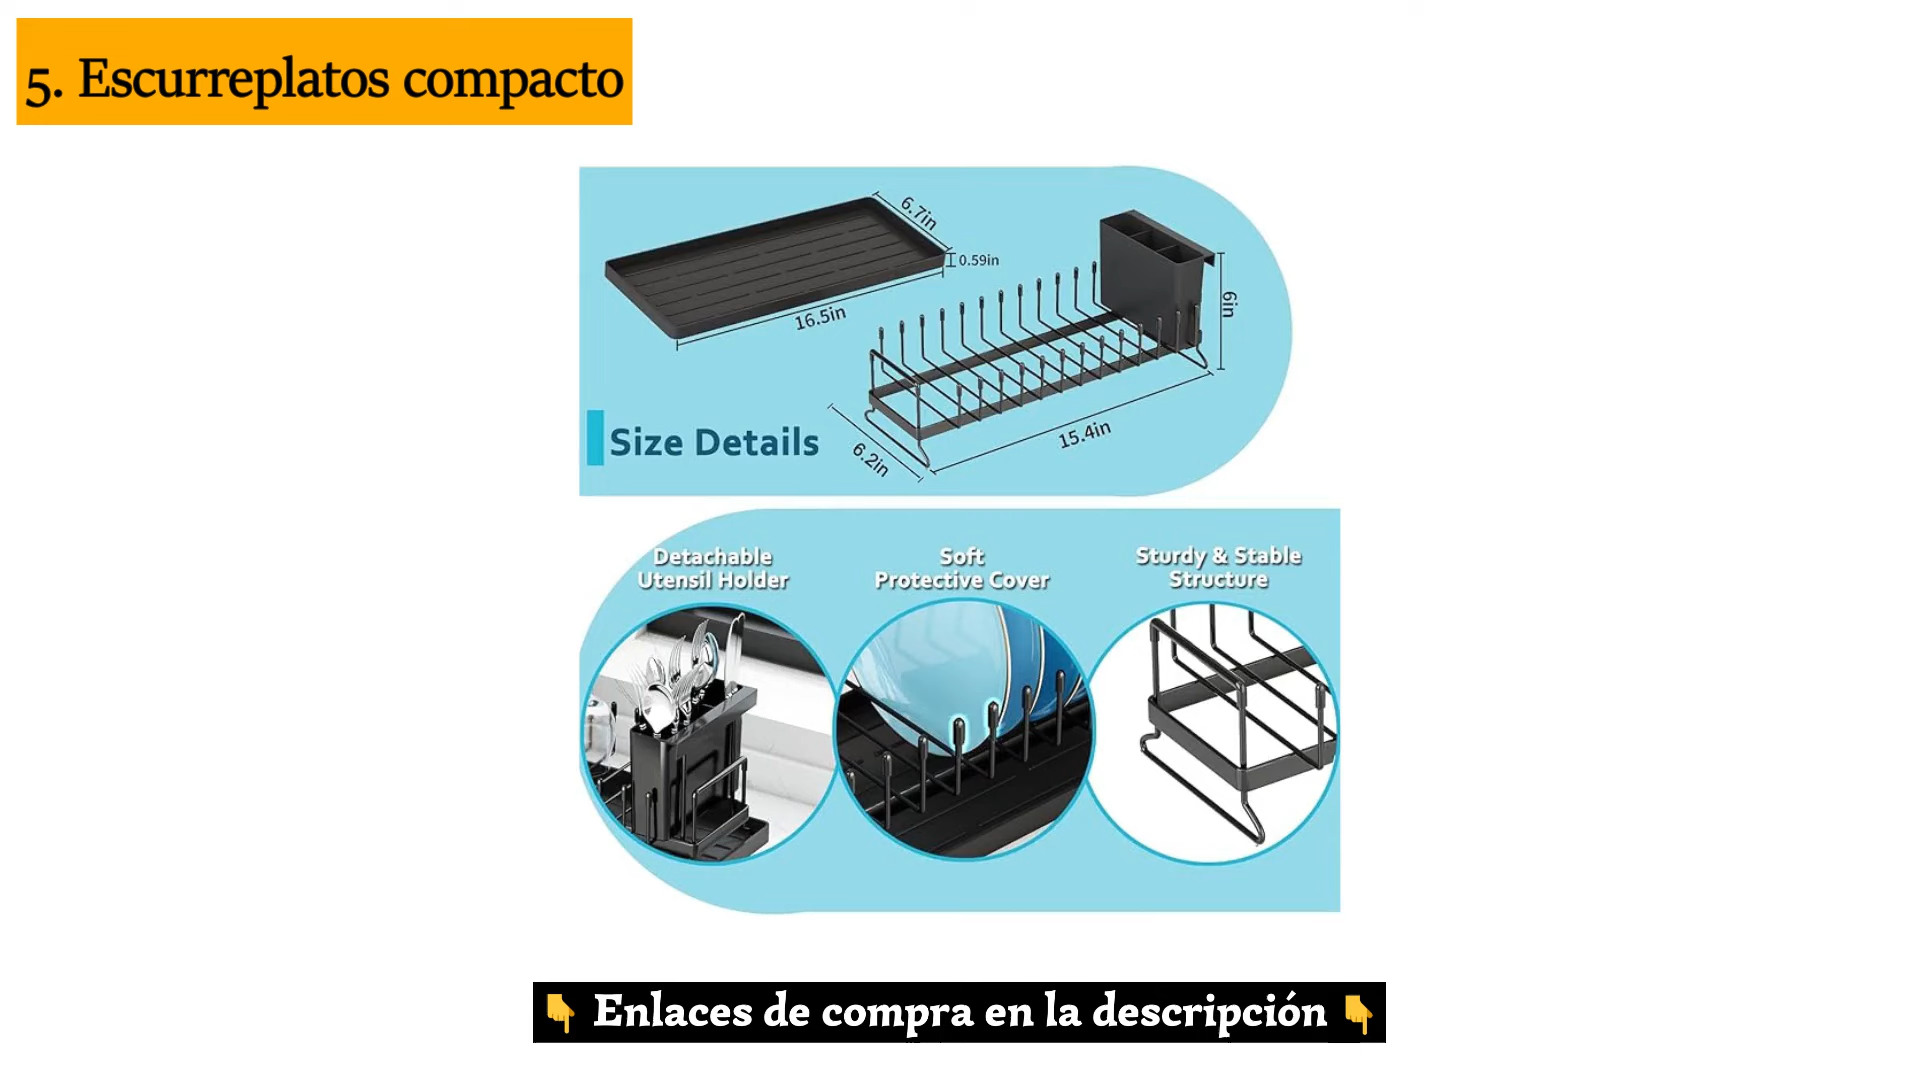 5. Escurreplatos compacto
6.7in
0.59in
16.5in
6in
15.4in
6.2in
Size Details
Detachable
Utensil Holder
Soft
Protective Cover
Sturdy & Stable
Structure
👇 Enlaces de compra en la descripción 👇